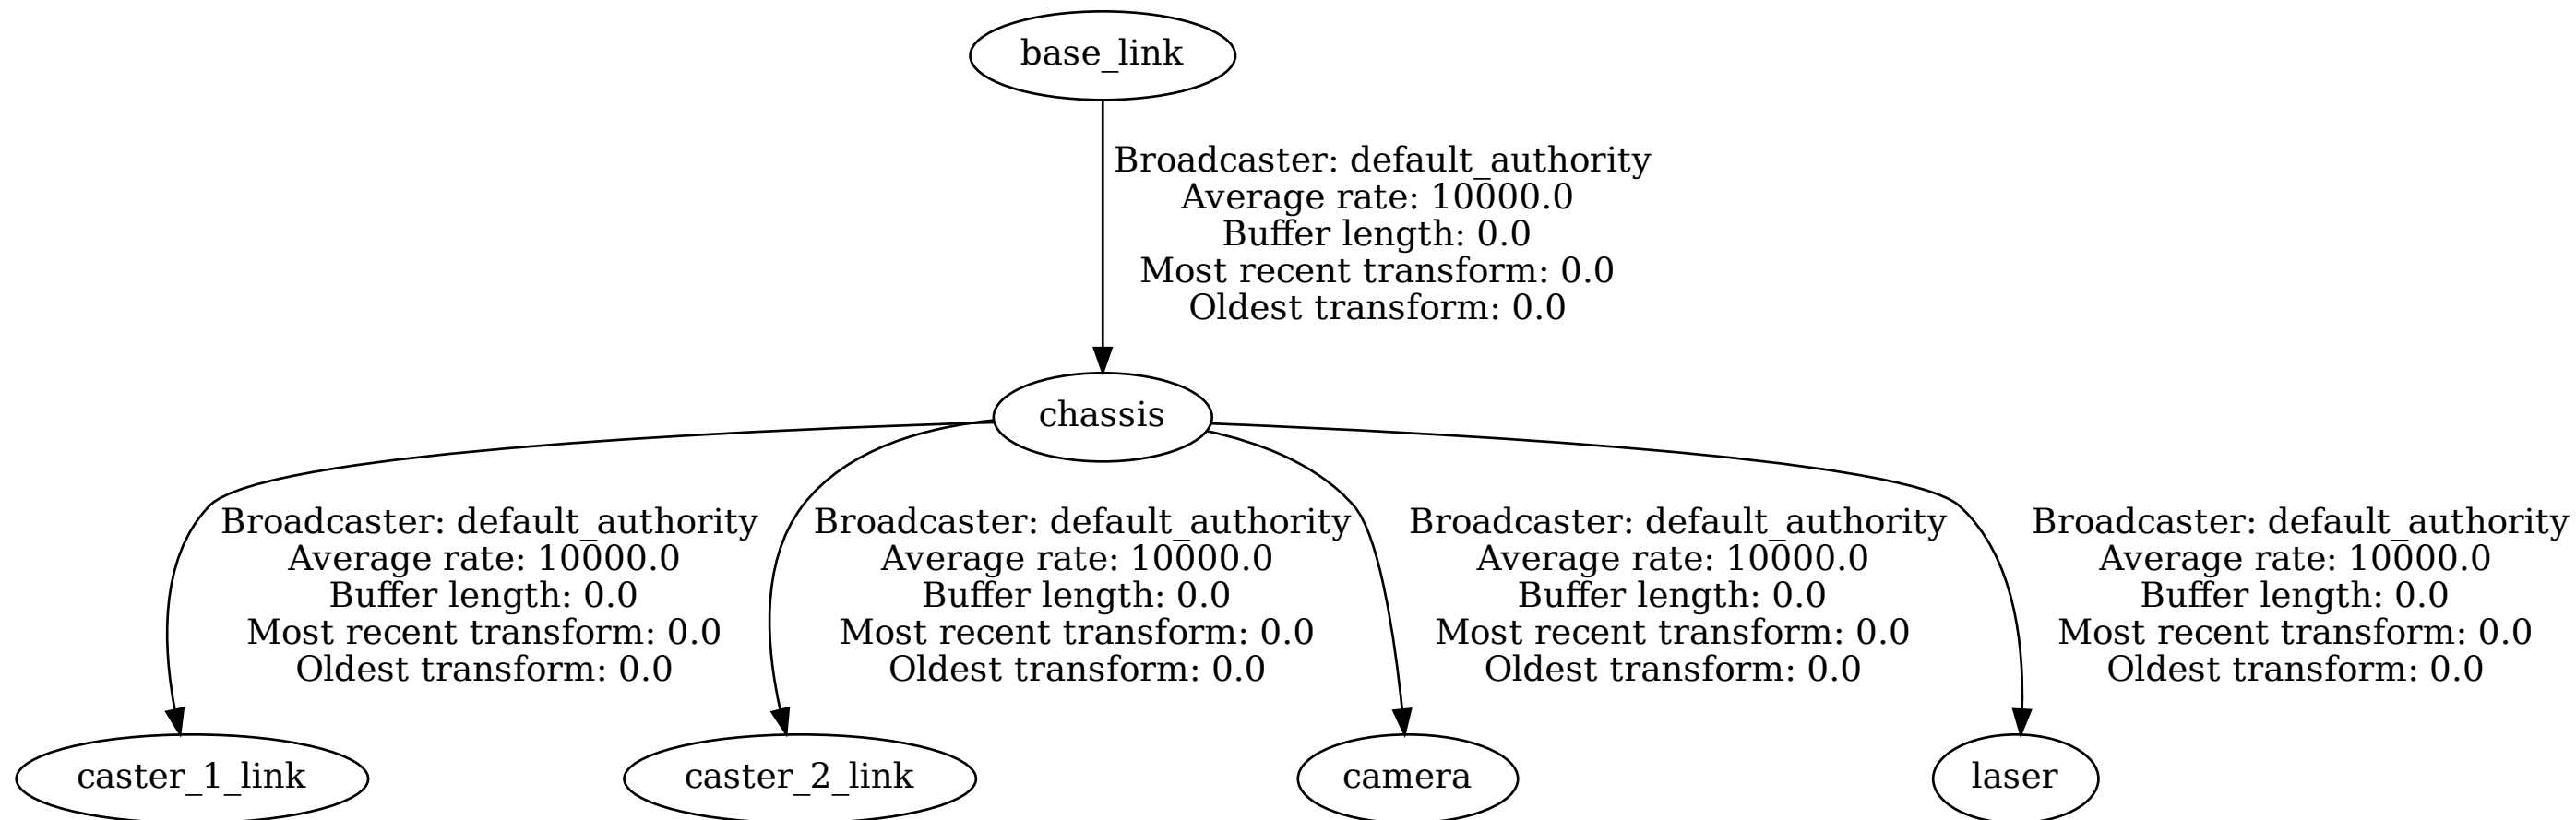 base_link
Broadcaster: default_authority
Average rate: 10000.0
Buffer length: 0.0
Most recent transform: 0.0
Oldest transform: 0.0
chassis
Broadcaster: default_authority
Average rate: 10000.0
Buffer length: 0.0
Most recent transform: 0.0
Oldest transform: 0.0
Broadcaster: default_authority
Average rate: 10000.0
Buffer length: 0.0
Most recent transform: 0.0
Oldest transform: 0.0
Broadcaster: default_authority
Average rate: 10000.0
Buffer length: 0.0
Most recent transform: 0.0
Oldest transform: 0.0
Broadcaster: default_authority
Average rate: 10000.0
Buffer length: 0.0
Most recent transform: 0.0
Oldest transform: 0.0
caster_1_link
caster_2_link
camera
laser